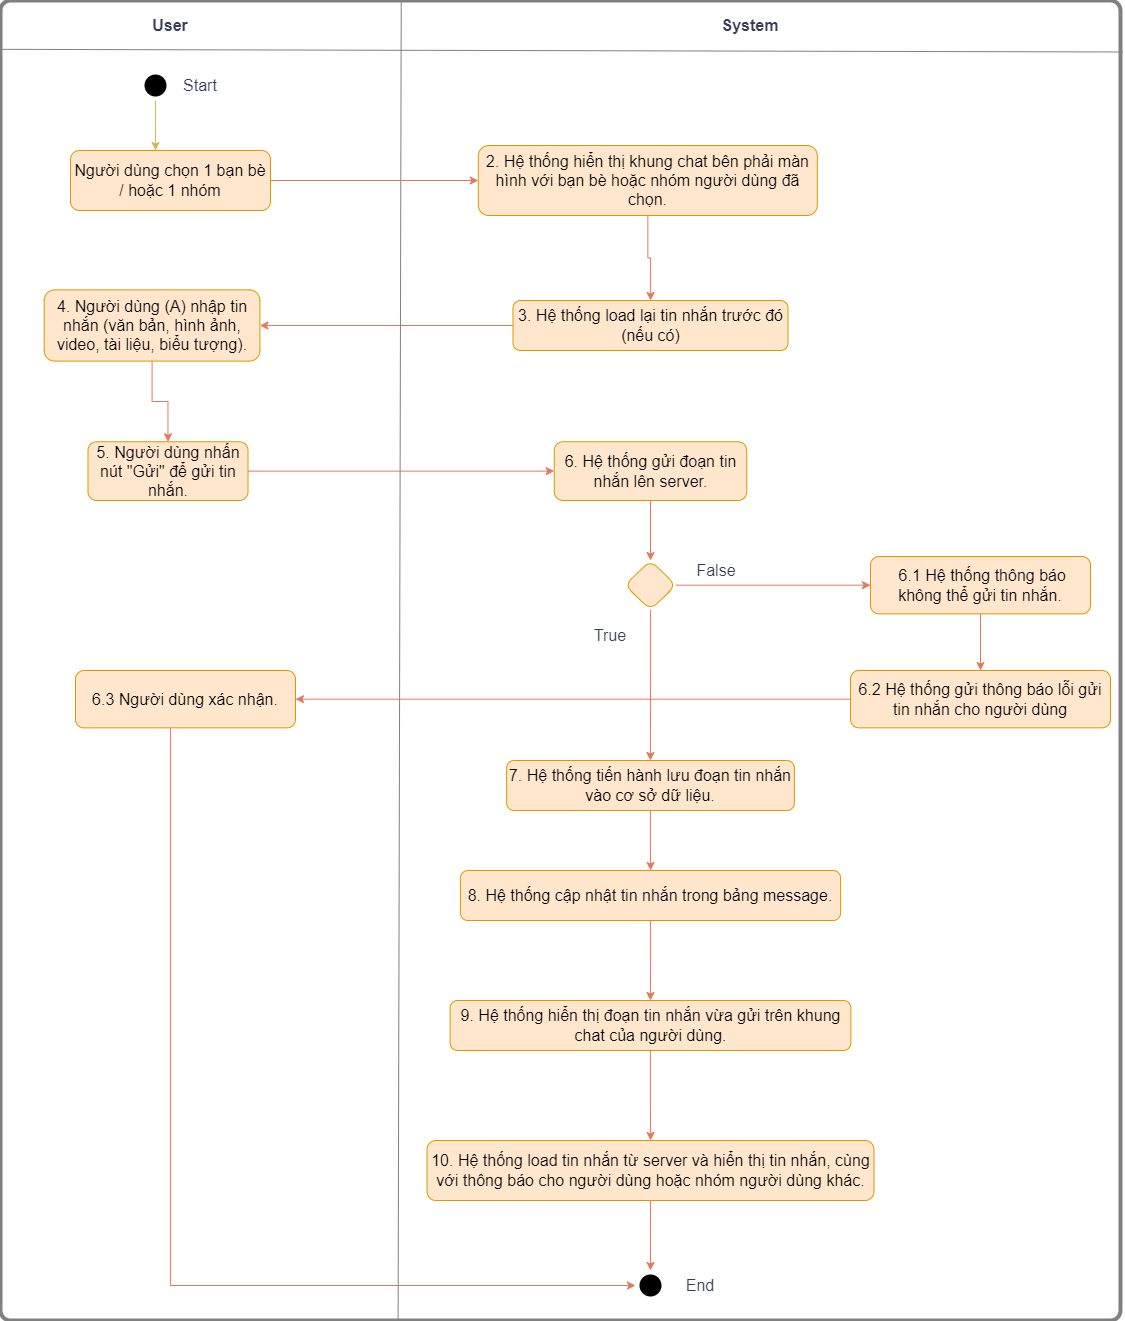 User
System
Start
Người dùng chọn 1 bạn bè
/ hoặc 1 nhóm
2. Hệ thống hiển thị khung chat bên phải màn
hình với bạn bè hoặc nhóm người dùng đã
chọn.
3. Hệ thống load lại tin nhắn trước đó
(nếu có)
4. Người dùng (A) nhập tin
nhắn (văn bản, hình ảnh,
video, tài liệu, biểu tượng).
5. Người dùng nhấn
nút "Gửi" để gửi tin
nhắn.
6. Hệ thống gửi đoạn tin
nhắn lên server.
False
6.1 Hệ thống thông báo
không thể gửi tin nhắn.
True
6.2 Hệ thống gửi thông báo lỗi gửi
tin nhắn cho người dùng
6.3 Người dùng xác nhận.
7. Hệ thống tiến hành lưu đoạn tin nhắn
vào cơ sở dữ liệu.
8. Hệ thống cập nhật tin nhắn trong bảng message.
9. Hệ thống hiển thị đoạn tin nhắn vừa gửi trên khung
chat của người dùng.
10. Hệ thống load tin nhắn từ server và hiển thị tin nhắn, cùng
với thông báo cho người dùng hoặc nhóm người dùng khác.
End